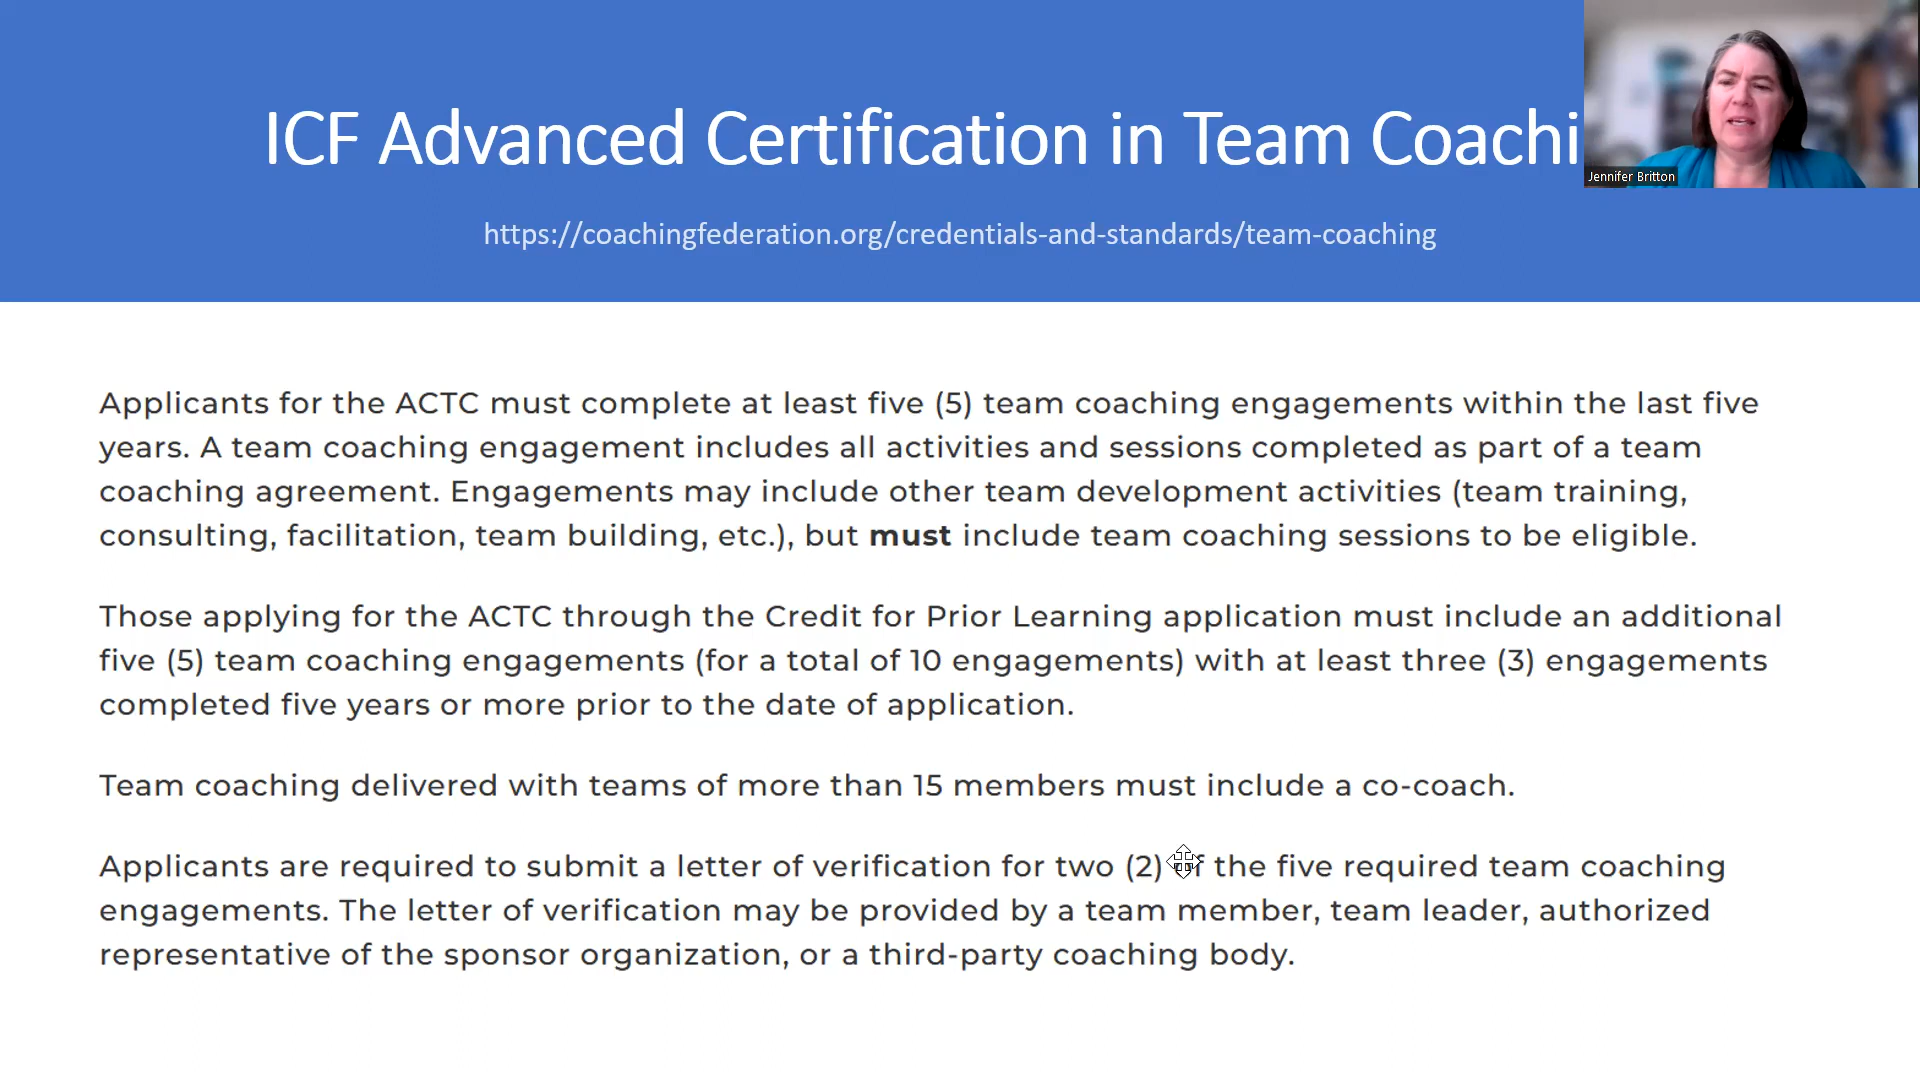 ICF Advanced Certification in Team Coachi
Jennifer Britton
https://coachingfederation.org/credentials-and-standards/team-coaching
Applicants for the ACTC must complete at least five (5) team coaching engagements within the last five
years. A team coaching engagement includes all activities and sessions completed as part of a team
coaching agreement. Engagements may include other team development activities (team training,
consulting, facilitation, team building, etc.), but must include team coaching sessions to be eligible.
Those applying for the ACTC through the Credit for Prior Learning application must include an additional
five (5) team coaching engagements (for a total of 10 engagements) with at least three (3) engagements
completed five years or more prior to the date of application.
Team coaching delivered with teams of more than 15 members must include a co-coach.
Applicants are required to submit a letter of verification for two (2) of the five required team coaching
engagements. The letter of verification may be provided by a team member, team leader, authorized
representative of the sponsor organization, or a third-party coaching body.